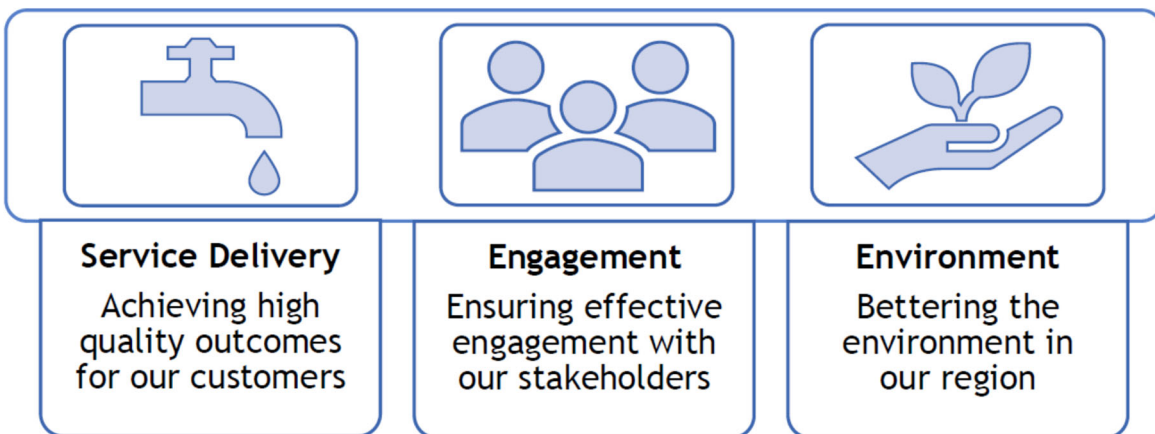 Service Delivery
Achieving high
quality outcomes
for our customers
Engagement
Ensuring effective
engagement with
our stakeholders
Environment
Bettering the
environment in
our region